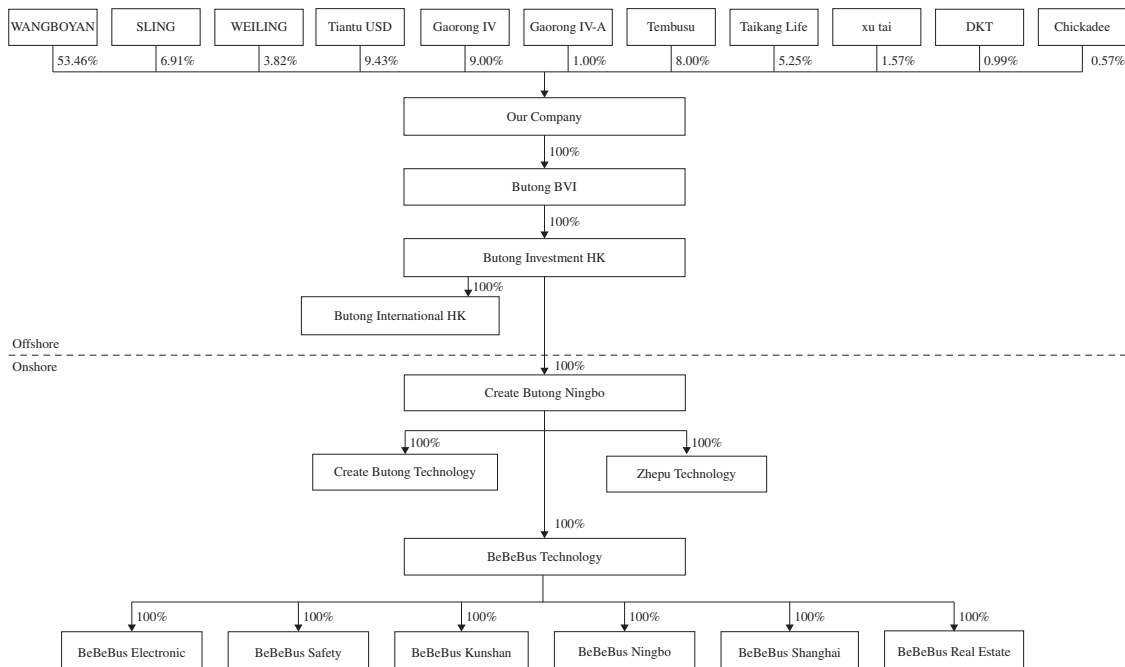 WANGBOYAN SLING WEILING Tiantu USD Gaorong IV Gaorong IV-A Tembusu Taikang Life xu tai DKT Chickadee
53.46% 6.91% 3.82% 9.43% 9.00% 1.00% 8.00% 5.25% 1.57% 0.99% 0.57%
Our Company
100%
Butong BVI
100%
Butong Investment HK
100%
Butong International HK
Offshore
Onshore
100%
Create Butong Ningbo
100% 100%
Create Butong Technology Zhepu Technology
100%
BeBeBus Technology
100% 100% 100% 100% 100% 100%
BeBeBus Electronic BeBeBus Safety BeBeBus Kunshan BeBeBus Ningbo BeBeBus Shanghai BeBeBus Real Estate